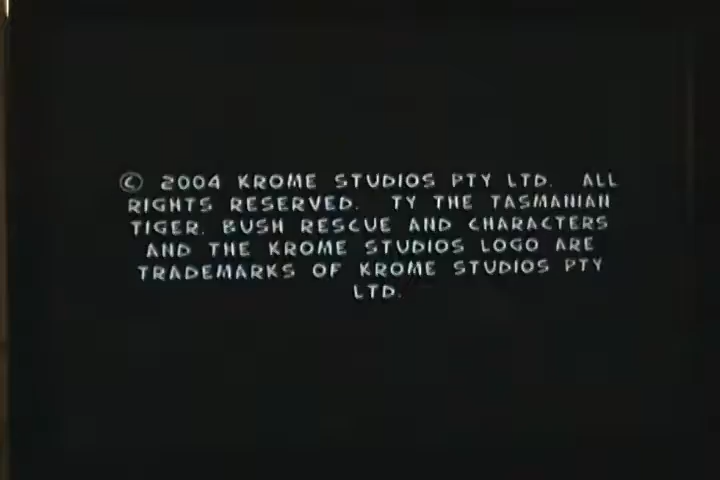 © 2004 KROME STUDIOS PTY LTD. ALL
RIGHTS RESERVED. TY THE TASMANIAN
TIGER. BUSH RESCUE AND CHARACTERS
AND THE KROME STUDIOS LOGO ARE
TRADEMARKS OF KROME STUDIOS PTY
LTD.